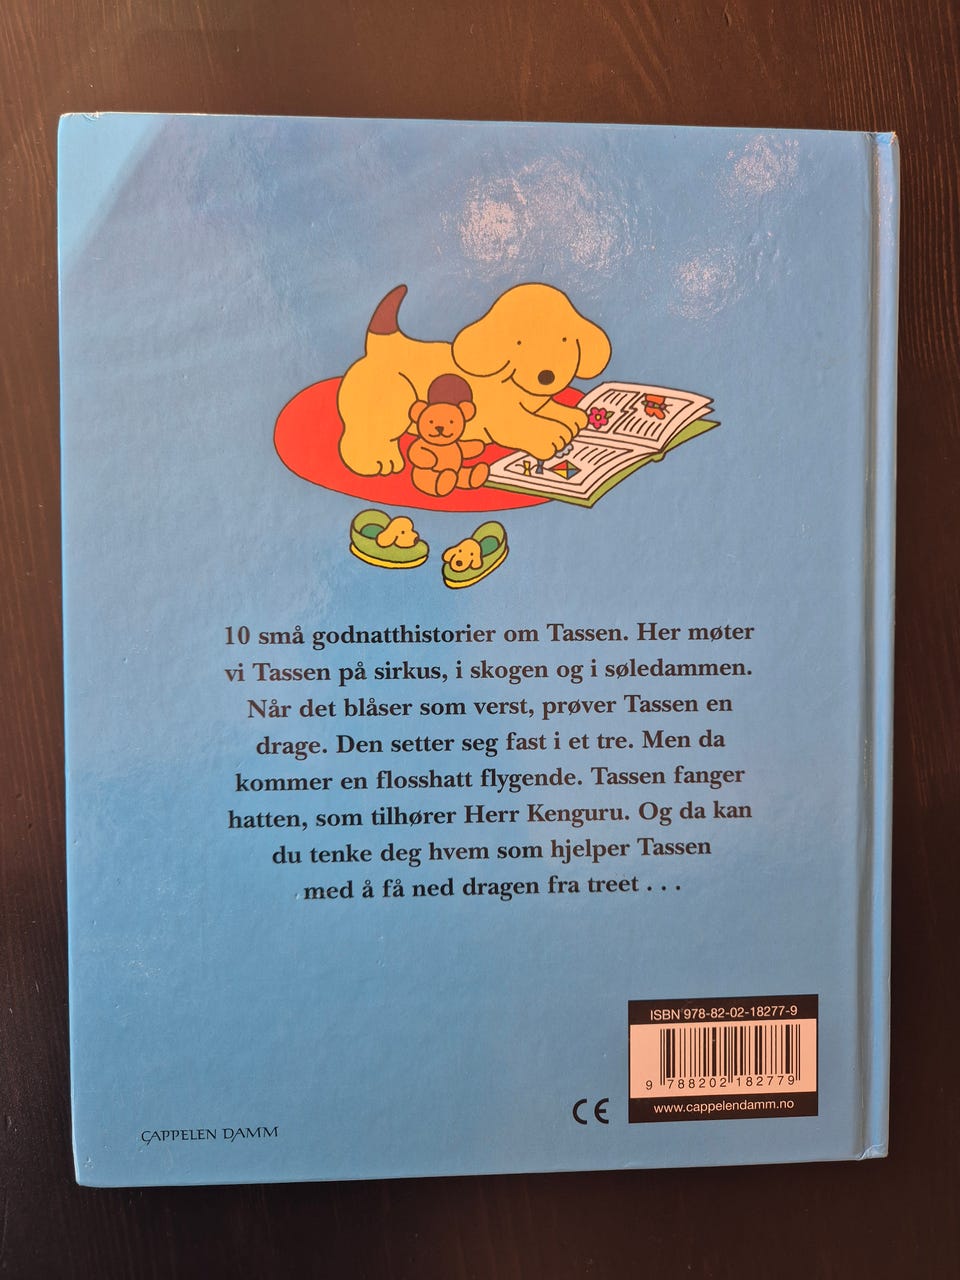 10 små godnatthistorier om Tassen. Her møter
vi Tassen på sirkus, i skogen og i søledammen.
Når det blåser som verst, prøver Tassen en
drage. Den setter seg fast i et tre. Men da
kommer en flosshatt flygende. Tassen fanger
hatten, som tilhører Herr Kenguru. Og da kan
du tenke deg hvem som hjelper Tassen
med å få ned dragen fra treet . . .
ISBN 978-82-02-18277-9
9 788202 182779
www.cappelendamm.no
CE
CAPPELEN DAMM